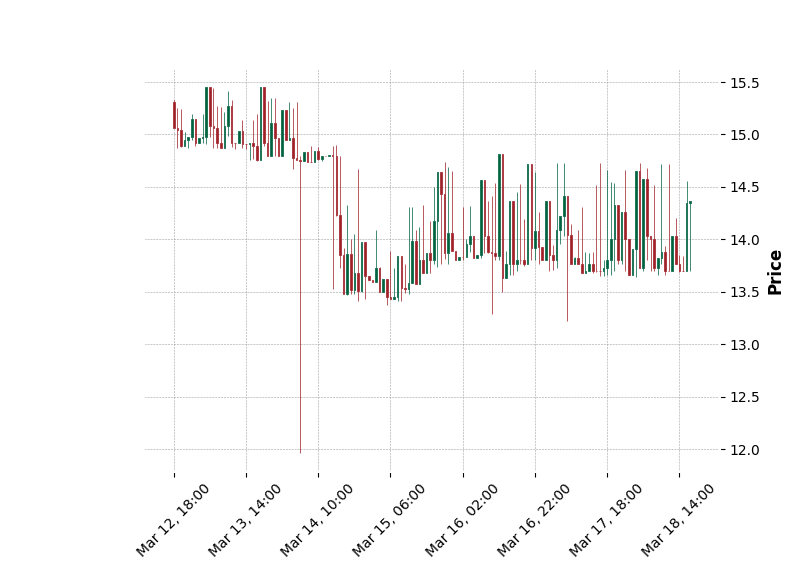 15.5
15.0
14.5
14.0
13.5
13.0
12.5
12.0
Price
Mar 12, 18:00
Mar 13, 14:00
Mar 14, 10:00
Mar 15, 06:00
Mar 16, 02:00
Mar 16, 22:00
Mar 17, 18:00
Mar 18, 14:00